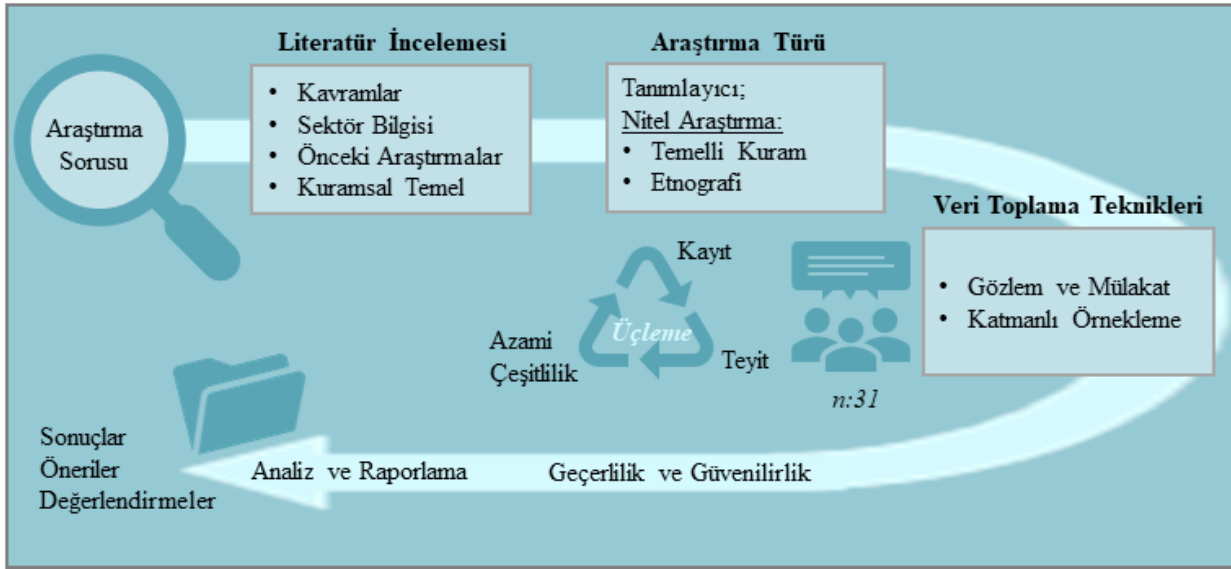 Araştırma
Sorusu
Literatür İncelemesi
• Kavramlar
• Sektör Bilgisi
• Önceki Araştırmalar
• Kuramsal Temel
Araştırma Türü
Tanımlayıcı;
Nitel Araştırma:
• Temelli Kuram
• Etnografi
Veri Toplama Teknikleri
• Gözlem ve Mülakat
• Katmanlı Örnekleme
n:31
Kayıt
Üçleme
Azami
Çeşitlilik
Teyit
Geçerlilik ve Güvenilirlik
Analiz ve Raporlama
Sonuçlar
Öneriler
Değerlendirmeler